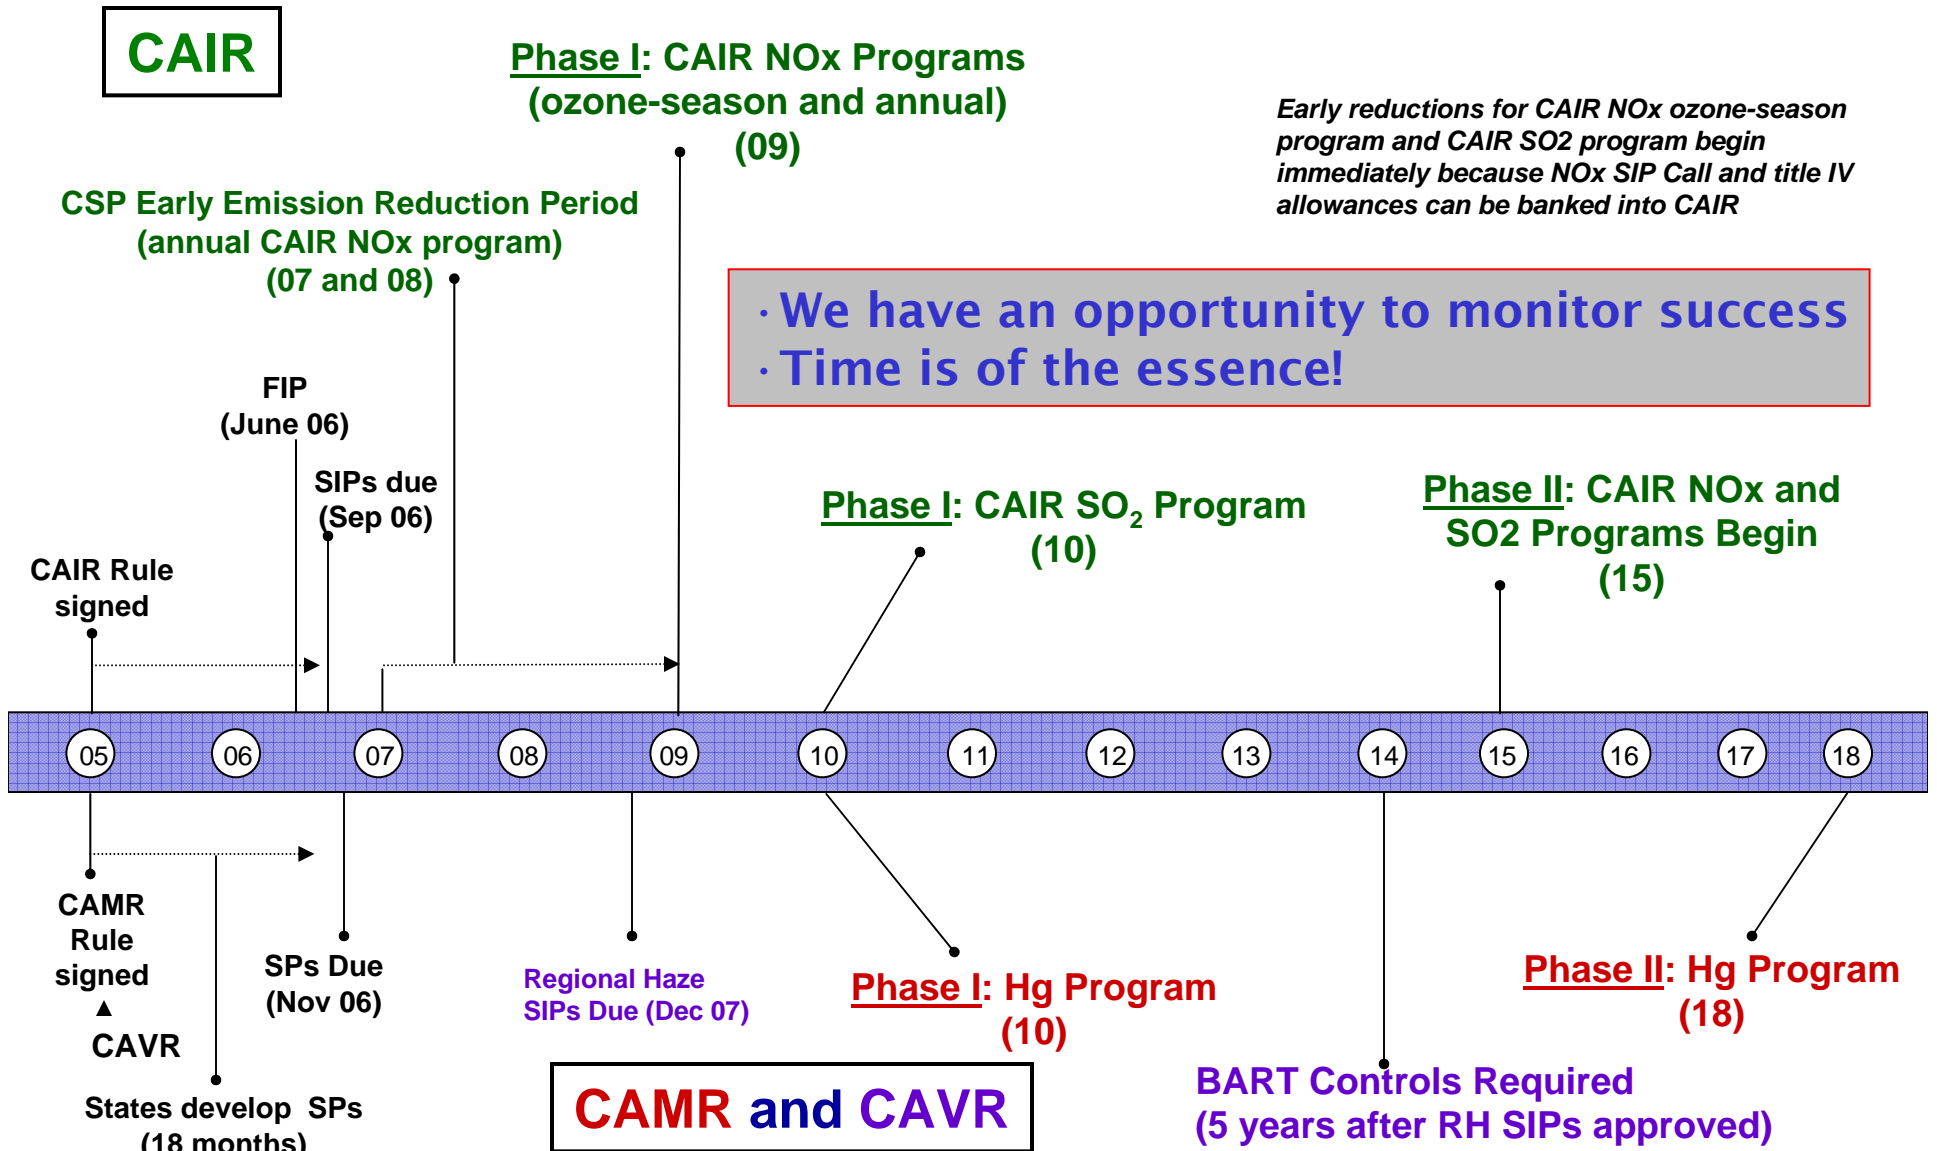 CAIR
Phase I: CAIR NOx Programs
(ozone-season and annual)
(09)
Early reductions for CAIR NOx ozone-season
program and CAIR SO2 program begin
immediately because NOx SIP Call and title IV
allowances can be banked into CAIR
CSP Early Emission Reduction Period
(annual CAIR NOx program)
(07 and 08)
· We have an opportunity to monitor success
· Time is of the essence!
FIP
(June 06)
SIPs due
(Sep 06)
CAIR Rule
signed
Phase I: CAIR SO₂ Program
(10)
Phase II: CAIR NOx and
SO2 Programs Begin
(15)
05 06 07 08 09 10 11 12 13 14 15 16 17 18
CAMR
Rule
signed
▲
CAVR
SPs Due
(Nov 06)
Regional Haze
SIPs Due (Dec 07)
Phase I: Hg Program
(10)
Phase II: Hg Program
(18)
States develop SPs
(18 months)
CAMR and CAVR
BART Controls Required
(5 years after RH SIPs approved)